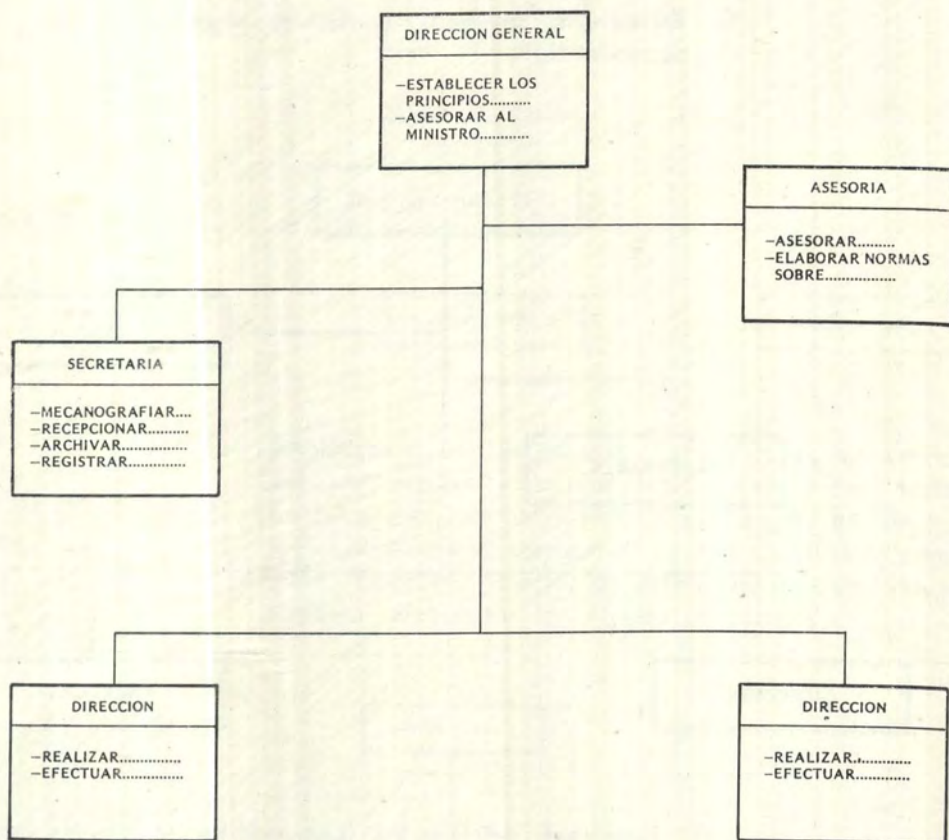 DIRECCION GENERAL
—ESTABLECER LOS
PRINCIPIOS..........
—ASESORAR AL
MINISTRO............
ASESORIA
—ASESORAR.........
—ELABORAR NORMAS
SOBRE.................
SECRETARIA
—MECANOGRAFIAR....
—RECEPCIONAR..........
—ARCHIVAR................
—REGISTRAR..............
DIRECCION
—REALIZAR...............
—EFECTUAR...............
DIRECCION
—REALIZAR..............
—EFECTUAR.............